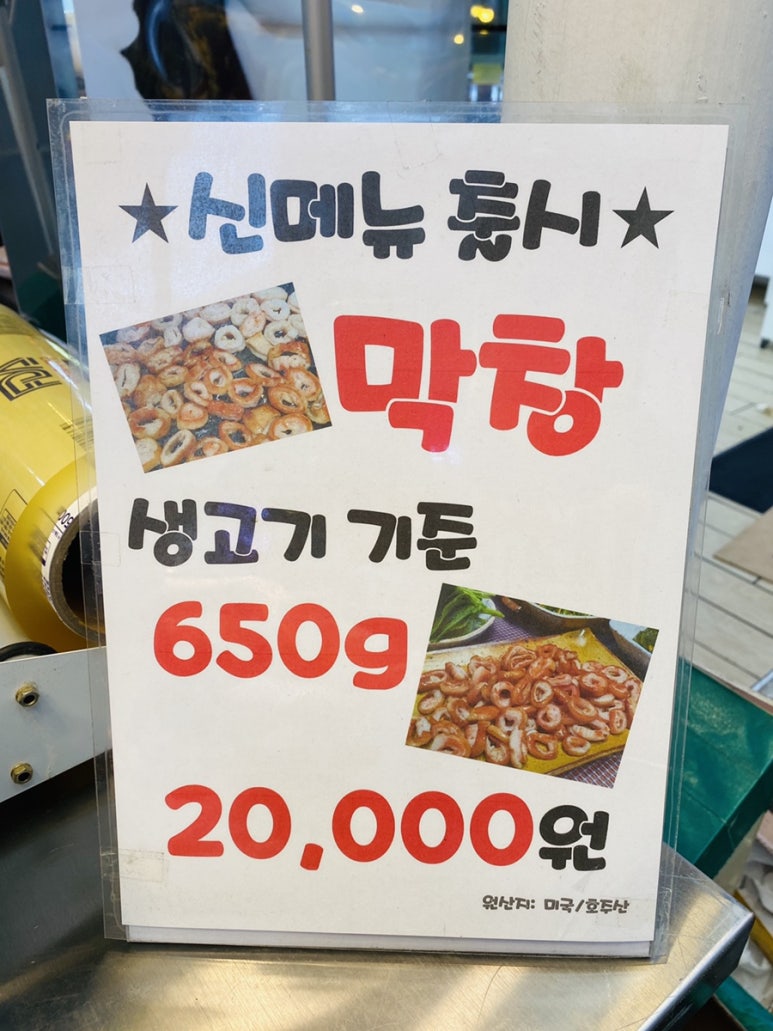 ★신메뉴 출시★
막창
생고기 기준
650g
20,000원
원산지: 미국/호주산